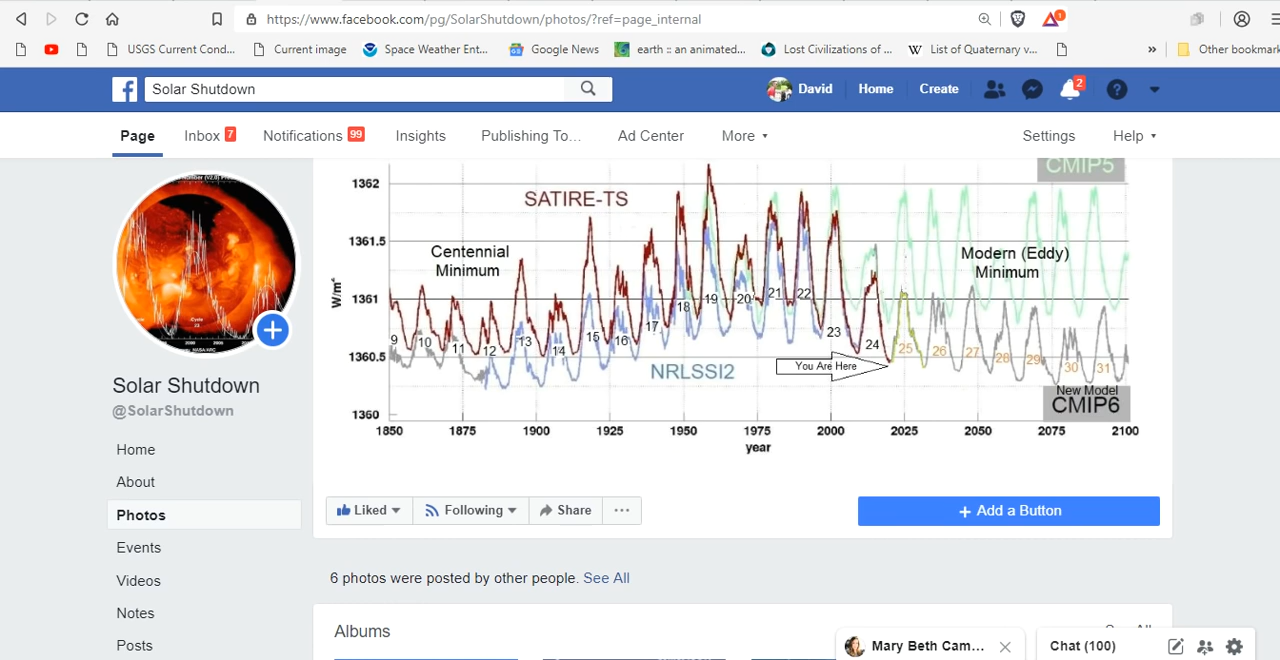 https://www.facebook.com/pg/SolarShutdown/photos/?ref=page_internal
1
USGS Current Cond... Current image Space Weather Ent... Google News earth :: an animated... Lost Civilizations of ... W List of Quaternary v... » Other bookmark
f Solar Shutdown David Home Create 2
Page Inbox 7 Notifications 99 Insights Publishing To... Ad Center More Settings Help
CMIP5
1362
SATIRE-TS
1361.5
Centennial
Minimum
Modern (Eddy)
Minimum
W/m²
1361
9 10 11 12 13 14 15 16 17 18 19 20 21 22 23 24 25 26 27 28 29 30 31
1360.5
You Are Here
NRLSSI2
New Model
CMIP6
1360
1850 1875 1900 1925 1950 1975 2000 2025 2050 2075 2100
year
Solar Shutdown
@SolarShutdown
Home
About
Photos
Events
Videos
Notes
Posts
Liked Following Share ...
+ Add a Button
6 photos were posted by other people. See All
Albums
Mary Beth Cam...
Chat (100)